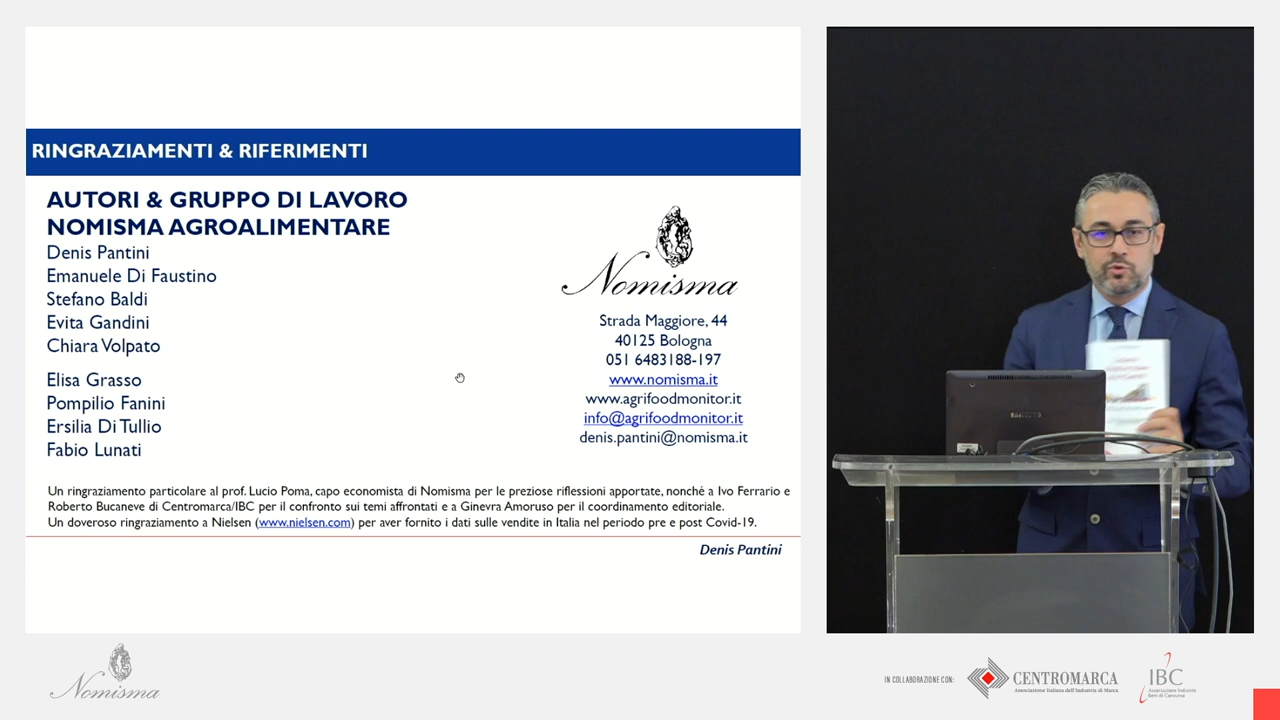 RINGRAZIAMENTI & RIFERIMENTI
AUTORI & GRUPPO DI LAVORO
NOMISMA AGROALIMENTARE
Denis Pantini
Emanuele Di Faustino
Stefano Baldi
Evita Gandini
Chiara Volpato
Elisa Grasso
Pompilio Fanini
Ersilia Di Tullio
Fabio Lunati
Nomisma
Strada Maggiore, 44
40125 Bologna
051 6483188-197
www.nomisma.it
www.agrifoodmonitor.it
info@agrifoodmonitor.it
denis.pantini@nomisma.it
Un ringraziamento particolare al prof. Lucio Poma, capo economista di Nomisma per le preziose riflessioni apportate, nonché a Ivo Ferrario e
Roberto Bucaneve di Centromarca/IBC per il confronto sui temi affrontati e a Ginevra Amoruso per il coordinamento editoriale.
Un doveroso ringraziamento a Nielsen (www.nielsen.com) per aver fornito i dati sulle vendite in Italia nel periodo pre e post Covid-19.
Denis Pantini
SAMSUNG
Nomisma
IN COLLABORAZIONE CON:
CENTROMARCA
Associazione Italiana dell'Industria di Marca
IBC
Associazione Industrie
Beni di Consumo